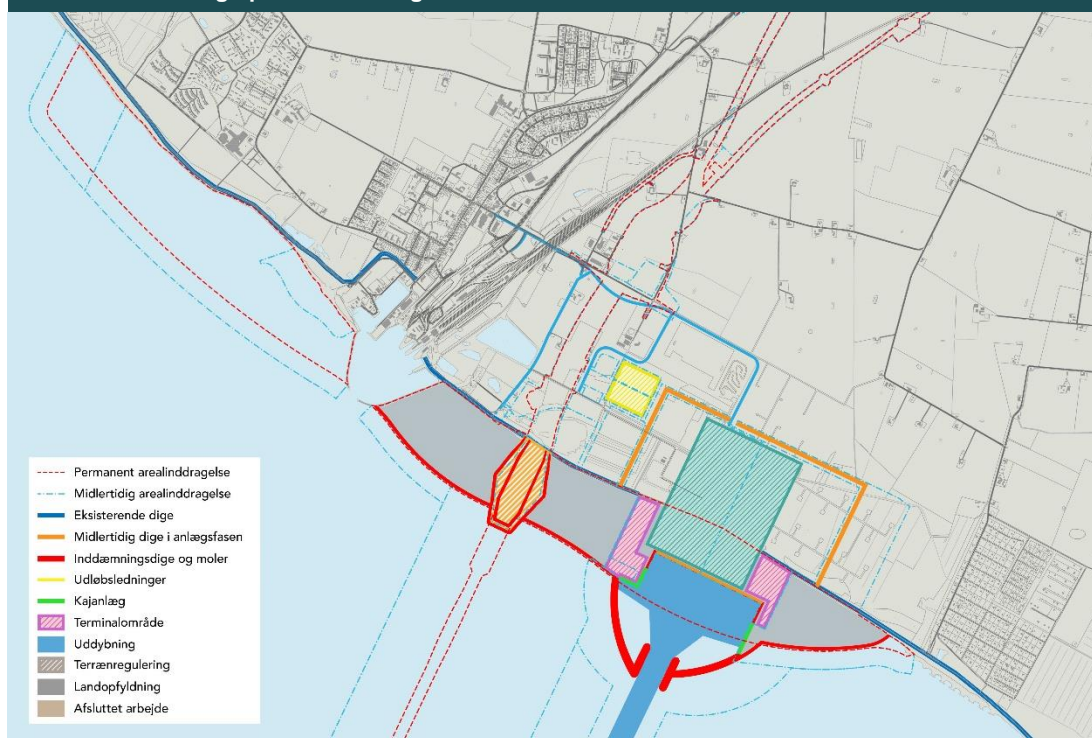 Permanent arealinddragelse
Midlertidig arealinddragelse
Eksisterende dige
Midlertidig dige i anlægsfasen
Inddæmningsdige og moler
Udløbsledninger
Kajanlæg
Terminalområde
Uddybning
Terrænregulering
Landopfyldning
Afsluttet arbejde